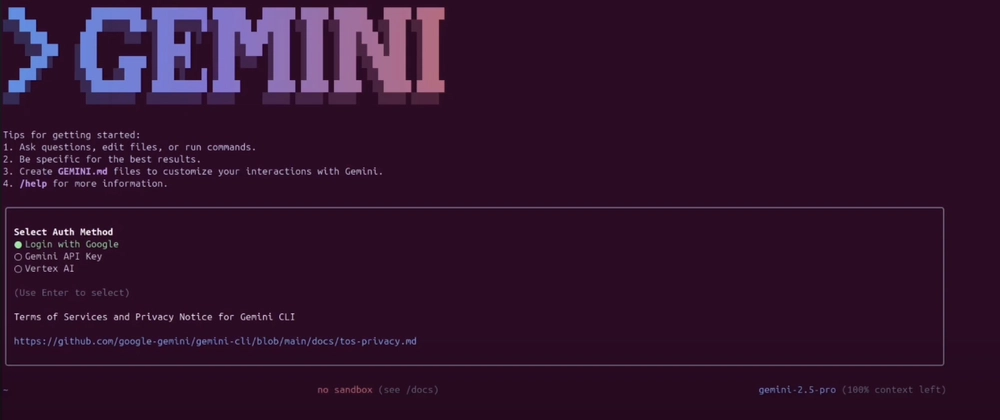 > GEMINI
Tips for getting started:
1. Ask questions, edit files, or run commands.
2. Be specific for the best results.
3. Create GEMINI.md files to customize your interactions with Gemini.
4. /help for more information.
Select Auth Method
Login with Google
Gemini API Key
Vertex AI
(Use Enter to select)
Terms of Services and Privacy Notice for Gemini CLI
https://github.com/google-gemini/gemini-cli/blob/main/docs/tos-privacy.md
~ no sandbox (see /docs) gemini-2.5-pro (100% context left)